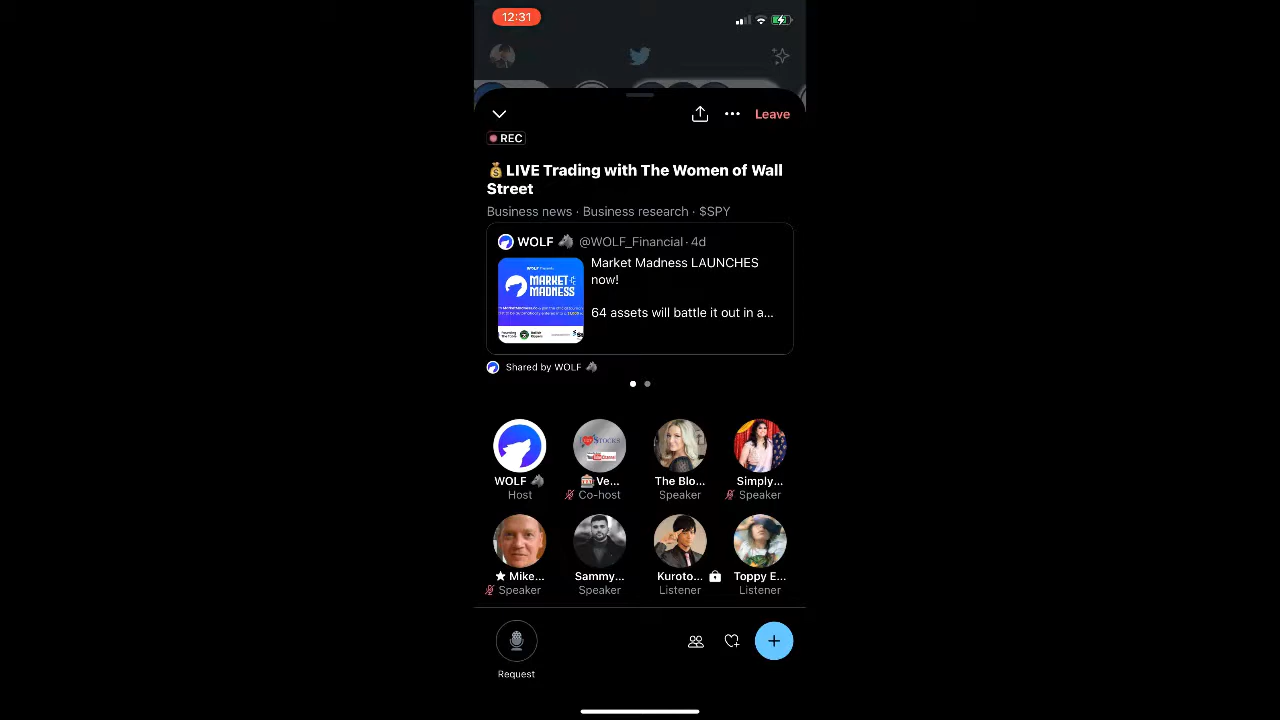 12:31
Leave
REC
💰LIVE Trading with The Women of Wall
Street
Business news · Business research · $SPY
WOLF 🐺 @WOLF_Financial · 4d
Market Madness LAUNCHES
now!
64 assets will battle it out in a...
WOLF
MARKET
MADNESS
Shared by WOLF 🐺
WOLF 🐺 🎰 Ve... The Blo... Simply...
Host Co-host Speaker Speaker
STOCKS
★ Mike... Sammy... Kuroto... Toppy E...
Speaker Speaker Listener Listener
Request